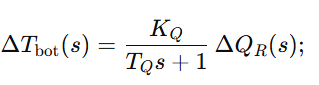 ΔT_bot(s) = K_Q / (T_Q s + 1) ΔQ_R(s);